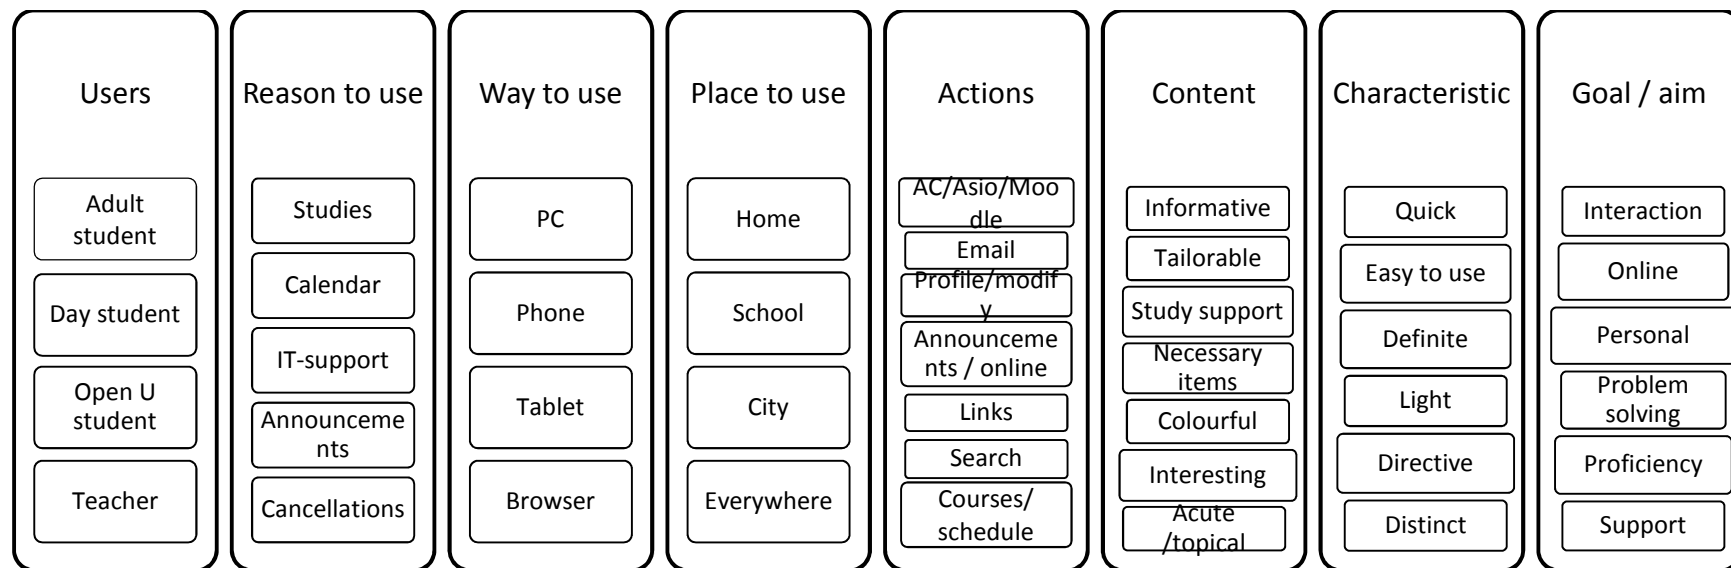 Users
Adult
student
Day student
Open U
student
Teacher
Reason to use
Studies
Calendar
IT-support
Announceme
nts
Cancellations
Way to use
PC
Phone
Tablet
Browser
Place to use
Home
School
City
Everywhere
Actions
AC/Asio/Moo
dle
Email
Profile/modif
y
Announceme
nts / online
Links
Search
Courses/
schedule
Content
Informative
Tailorable
Study support
Necessary
items
Colourful
Interesting
Acute
/topical
Characteristic
Quick
Easy to use
Definite
Light
Directive
Distinct
Goal / aim
Interaction
Online
Personal
Problem
solving
Proficiency
Support